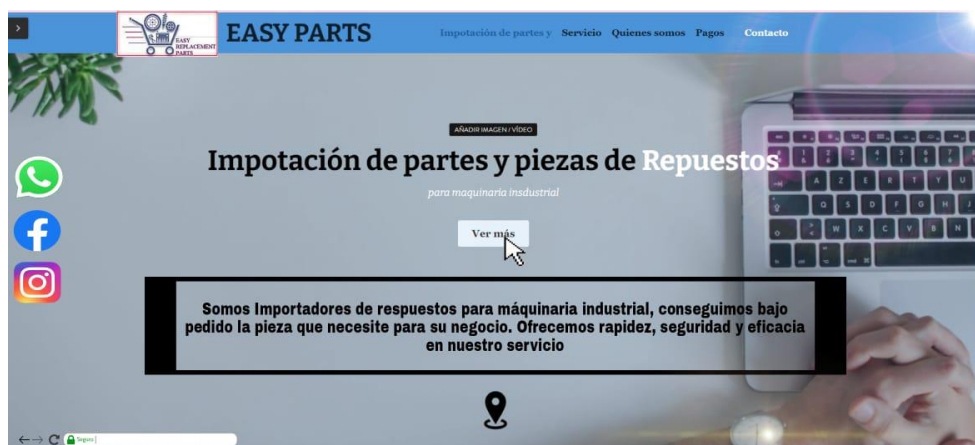 >
EASY
REPLACEMENT
PARTS
EASY PARTS
Impotación de partes y Servicio Quienes somos Pagos Contacto
AÑADIR IMAGEN / VÍDEO
Impotación de partes y piezas de Repuestos
para maquinaria insdustrial
Ver más
Somos Importadores de respuestos para máquinaria industrial, conseguimos bajo
pedido la pieza que necesite para su negocio. Ofrecemos rapidez, seguridad y eficacia
en nuestro servicio
A Z E R T Y U
Q S D F G H J
W X C V B N
Seguro |